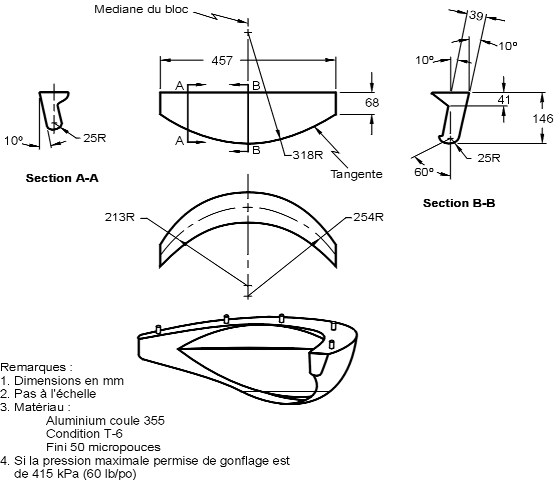 Mediane du bloc
39
10º
10º
457
A
B
68
41
146
10º
25R
A
B
318R
Tangente
25R
60º
Section A-A
Section B-B
213R
254R
Remarques :
1. Dimensions en mm
2. Pas à l'échelle
3. Matériau :
Aluminium coule 355
Condition T-6
Fini 50 micropouces
4. Si la pression maximale permise de gonflage est
de 415 kPa (60 lb/po)